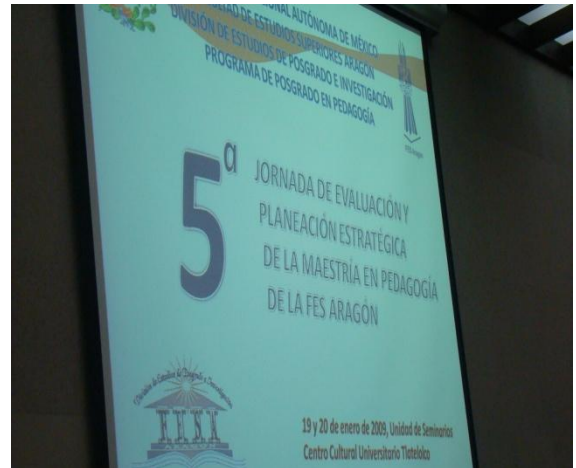 NAL AUTÓNOMA DE MÉXICO
LTAD DE ESTUDIOS SUPERIORES ARAGÓN
DIVISIÓN DE ESTUDIOS DE POSGRADO E INVESTIGACIÓN
PROGRAMA DE POSGRADO EN PEDAGOGÍA
5ª
JORNADA DE EVALUACIÓN Y
PLANEACIÓN ESTRATÉGICA
DE LA MAESTRÍA EN PEDAGOGÍA
DE LA FES ARAGÓN
19 y 20 de enero de 2009, Unidad de Seminarios
Centro Cultural Universitario Tlatelolco